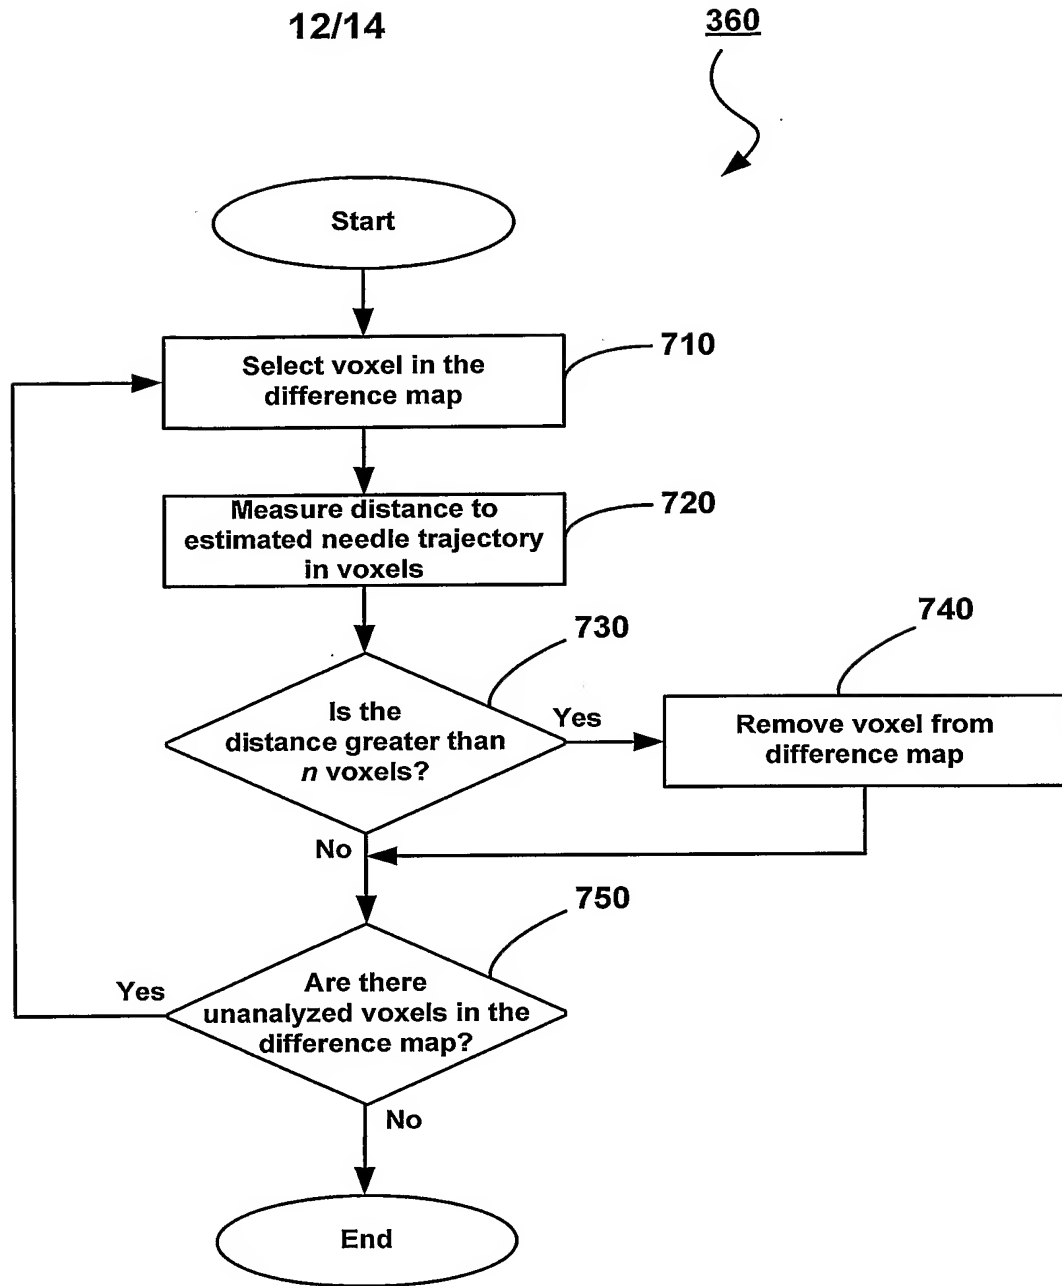 12/14
360
Start
Select voxel in the
difference map
710
Measure distance to
estimated needle trajectory
in voxels
720
Is the
distance greater than
n voxels?
730
Yes
Remove voxel from
difference map
740
No
Are there
unanalyzed voxels in the
difference map?
750
Yes
No
End